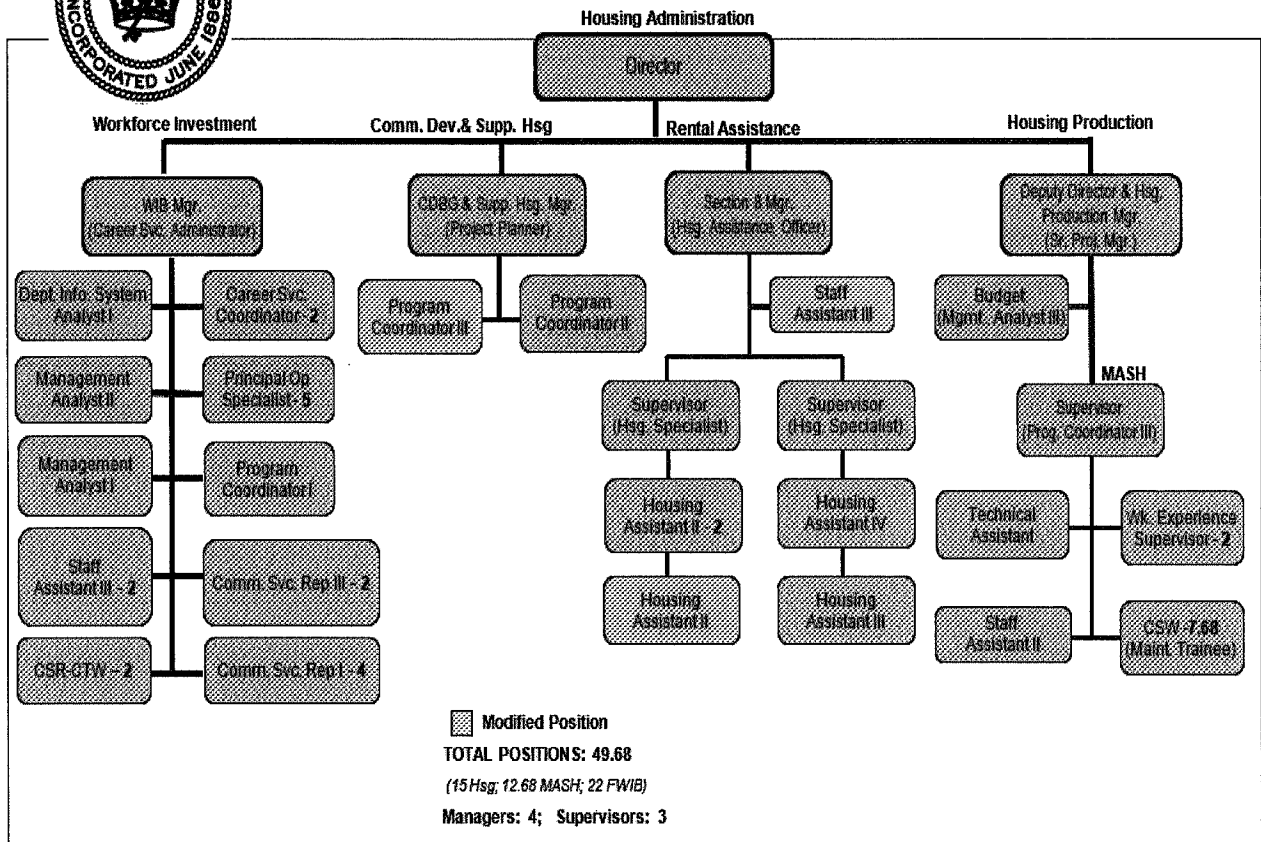 INCORPORATED JUNE 1886
Housing Administration
Director
Workforce Investment
Comm. Dev.& Supp. Hsg
Rental Assistance
Housing Production
WIB Mgr.
(Career Svc. Administrator)
CDBG & Supp. Hsg. Mgr.
(Project Planner)
Section 8 Mgr.
(Hsg. Assistance Officer)
Deputy Director & Hsg.
Production Mgr.
(Sr. Proj. Mgr.)
Dept. Info. System
Analyst I
Career Svc.
Coordinator- 2
Management
Analyst II
Principal Op
Specialist- 5
Management
Analyst I
Program
Coordinator I
Staff
Assistant III - 2
Comm. Svc. Rep III - 2
CSR-CTW - 2
Comm. Svc. Rep I - 4
Program
Coordinator III
Program
Coordinator II
Staff
Assistant III
Supervisor
(Hsg. Specialist)
Supervisor
(Hsg. Specialist)
Housing
Assistant II - 2
Housing
Assistant IV
Housing
Assistant II
Housing
Assistant III
Budget
(Mgmt. Analyst III)
MASH
Supervisor
(Prog. Coordinator III)
Technical
Assistant
Wk. Experience
Supervisor - 2
Staff
Assistant II
CSW -7.68
(Maint. Trainee)
Modified Position
TOTAL POSITIONS: 49.68
(15 Hsg; 12.68 MASH; 22 FWIB)
Managers: 4; Supervisors: 3